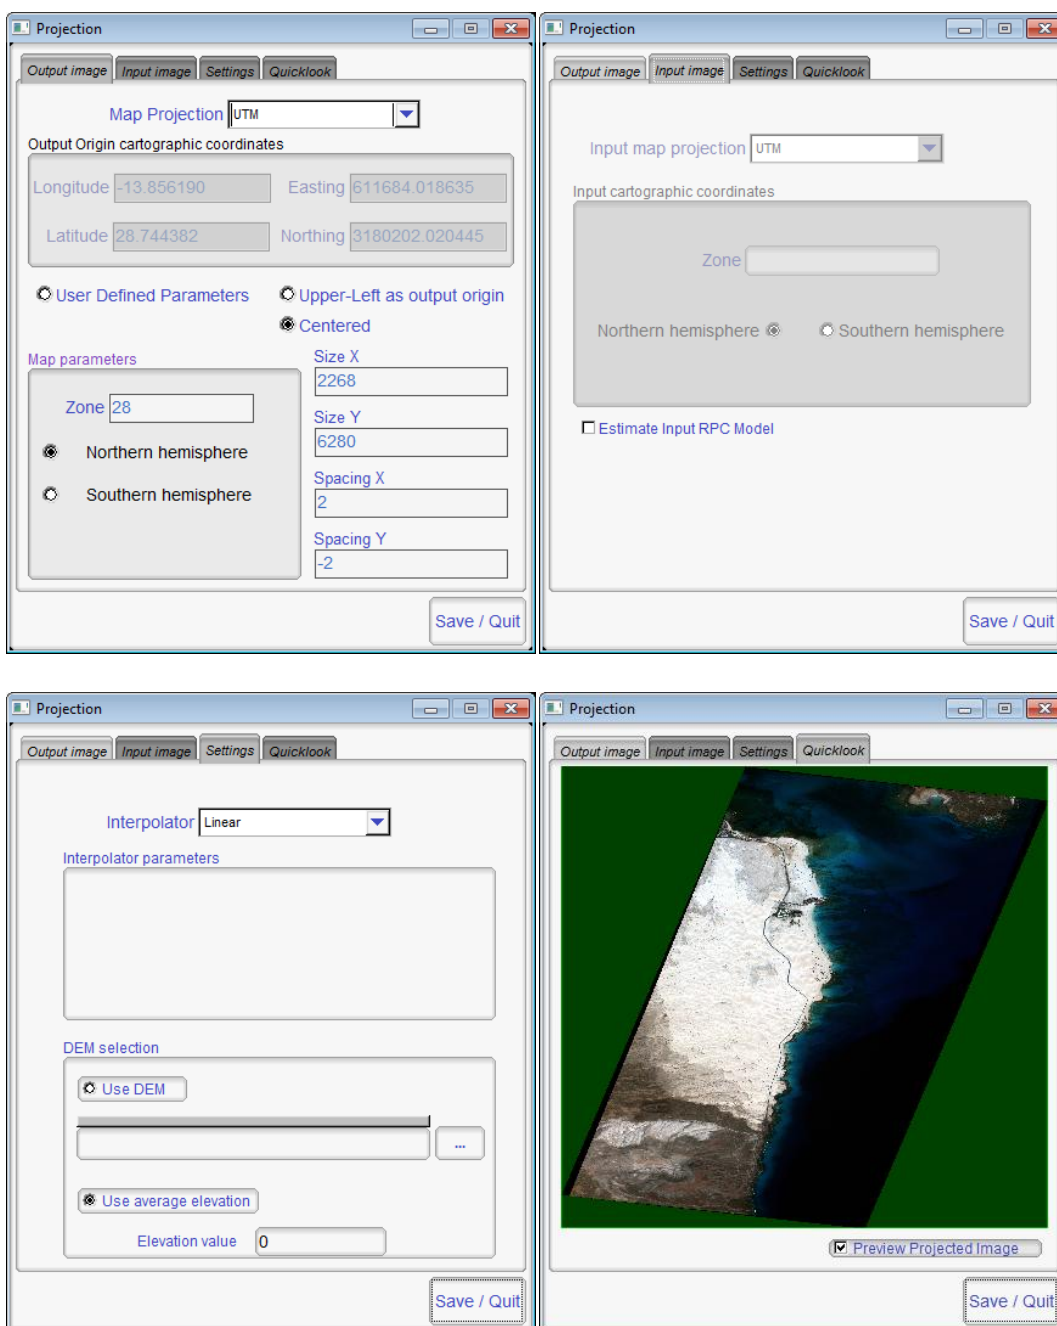 Projection
Output image Input image Settings Quicklook
Map Projection UTM
Output Origin cartographic coordinates
Longitude -13.856190 Easting 611684.018635
Latitude 28.744382 Northing 3180202.020445
User Defined Parameters Upper-Left as output origin
Centered
Map parameters Size X
2268
Zone 28
Size Y
6280
Northern hemisphere
Spacing X
Southern hemisphere
2
Spacing Y
-2
Save / Quit
Projection
Output image Input image Settings Quicklook
Input map projection UTM
Input cartographic coordinates
Zone
Northern hemisphere Southern hemisphere
Estimate Input RPC Model
Save / Quit
Projection
Output image Input image Settings Quicklook
Interpolator Linear
Interpolator parameters
DEM selection
Use DEM
...
Use average elevation
Elevation value 0
Save / Quit
Projection
Output image Input image Settings Quicklook
Preview Projected Image
Save / Quit